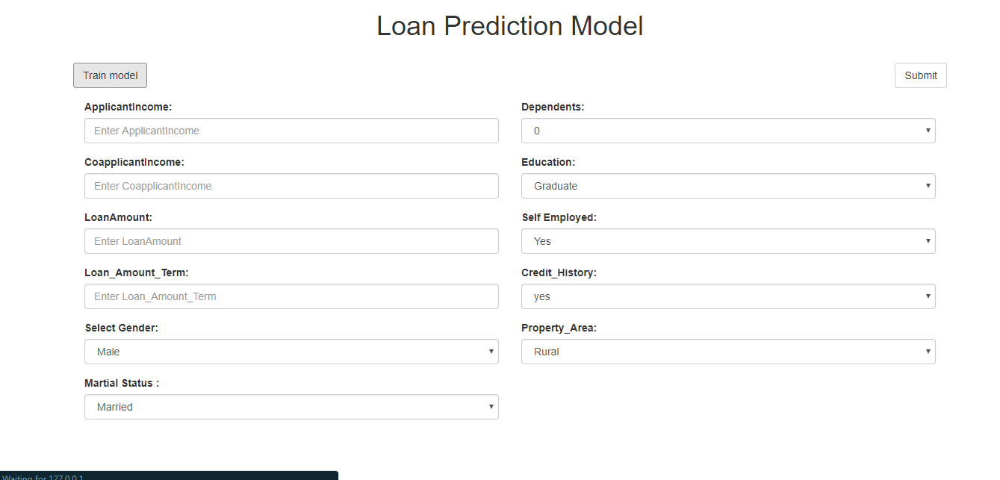 Loan Prediction Model
Train model
Submit
ApplicantIncome:
Enter ApplicantIncome
CoapplicantIncome:
Enter CoapplicantIncome
LoanAmount:
Enter LoanAmount
Loan_Amount_Term:
Enter Loan_Amount_Term
Select Gender:
Male
Martial Status :
Married
Dependents:
0
Education:
Graduate
Self Employed:
Yes
Credit_History:
yes
Property_Area:
Rural
Waiting for 127.0.0.1